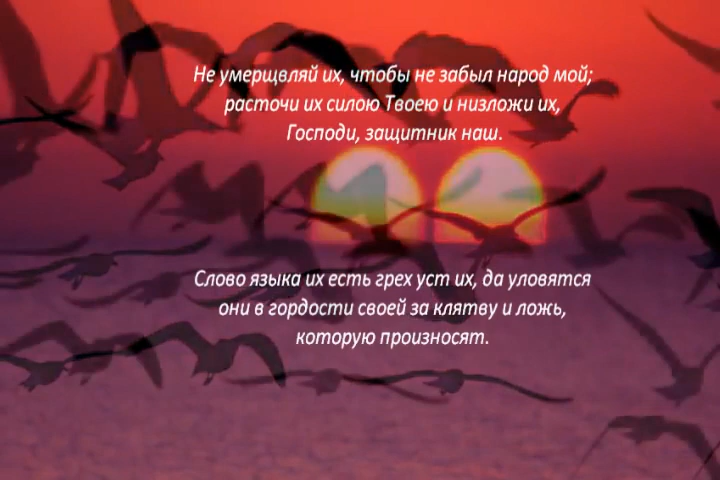 Не умерщвляй их, чтобы не забыл народ мой;
расточи их силою Твоею и низложи их,
Господи, защитник наш.
Слово языка их есть грех уст их, да уловятся
они в гордости своей за клятву и ложь,
которую произносят.